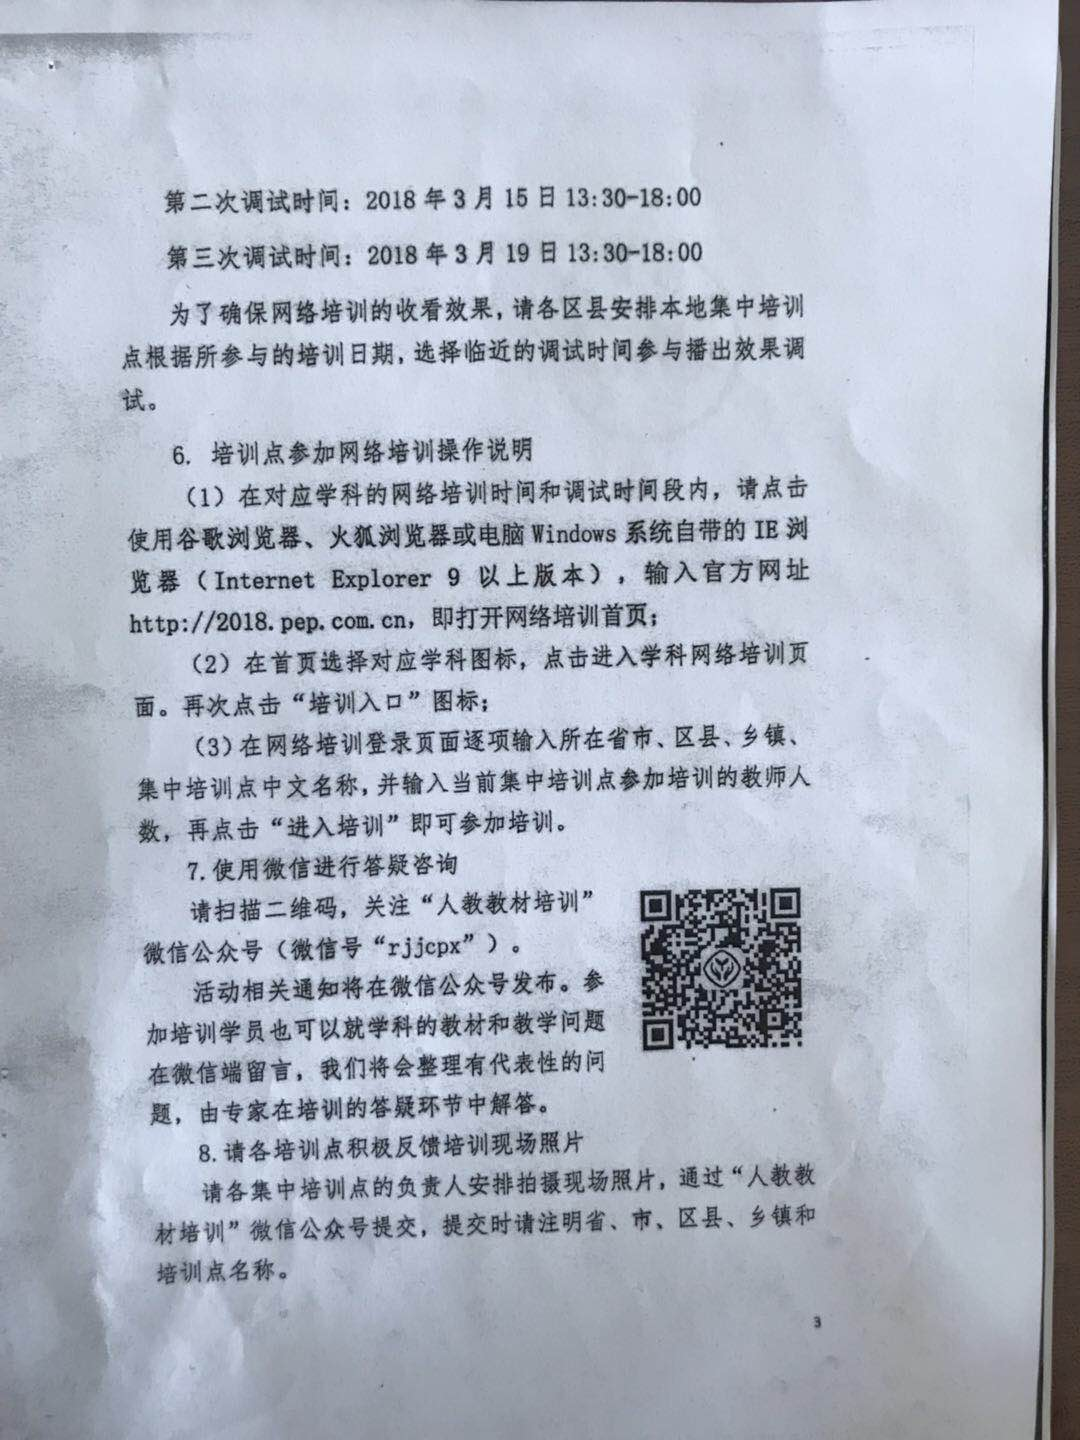 第二次调试时间：2018 年 3 月 15 日 13:30-18:00
第三次调试时间：2018 年 3 月 19 日 13:30-18:00
为了确保网络培训的收看效果，请各区县安排本地集中培训
点根据所参与的培训日期，选择临近的调试时间参与播出效果调
试。
6. 培训点参加网络培训操作说明
（1）在对应学科的网络培训时间和调试时间段内，请点击
使用谷歌浏览器、火狐浏览器或电脑 Windows 系统自带的 IE 浏
览器（Internet Explorer 9 以上版本），输入官方网址
http://2018.pep.com.cn，即打开网络培训首页；
（2）在首页选择对应学科图标，点击进入学科网络培训页
面。再次点击“培训入口”图标；
（3）在网络培训登录页面逐项输入所在省市、区县、乡镇、
集中培训点中文名称，并输入当前集中培训点参加培训的教师人
数，再点击“进入培训”即可参加培训。
7.使用微信进行答疑咨询
请扫描二维码，关注“人教教材培训”
微信公众号（微信号“rjjcpx”）。
活动相关通知将在微信公众号发布。参
加培训学员也可以就学科的教材和教学问题
在微信端留言，我们将会整理有代表性的问
题，由专家在培训的答疑环节中解答。
8.请各培训点积极反馈培训现场照片
请各集中培训点的负责人安排拍摄现场照片，通过“人教教
材培训”微信公众号提交，提交时请注明省、市、区县、乡镇和
培训点名称。
3